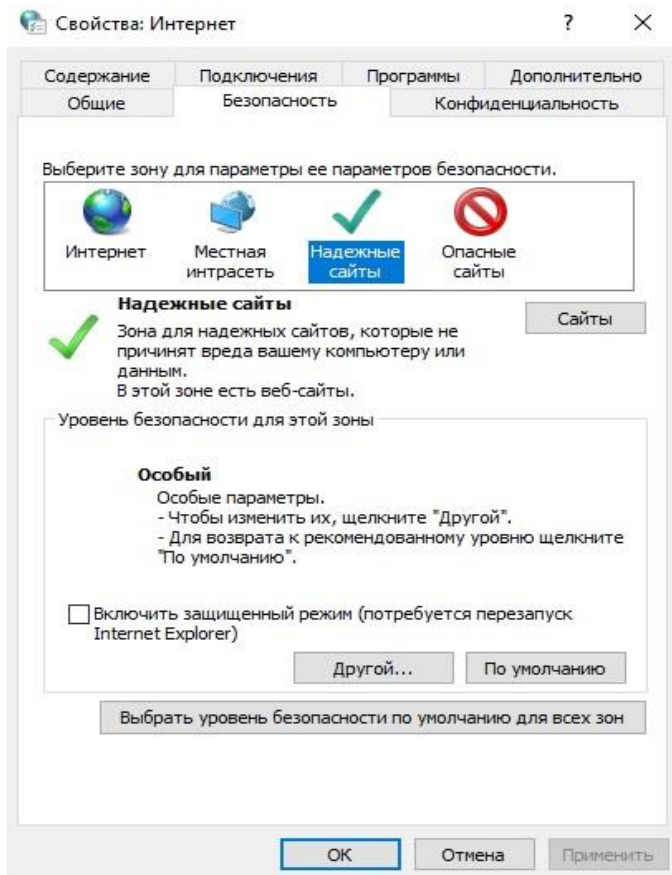 Свойства: Интернет
Содержание Подключения Программы Дополнительно
Общие Безопасность Конфиденциальность
Выберите зону для параметры ее параметров безопасности.
Интернет
Местная
интрасеть
Надежные
сайты
Опасные
сайты
Надежные сайты
Зона для надежных сайтов, которые не
причинят вреда вашему компьютеру или
данным.
В этой зоне есть веб-сайты.
Сайты
Уровень безопасности для этой зоны
Особый
Особые параметры.
- Чтобы изменить их, щелкните "Другой".
- Для возврата к рекомендованному уровню щелкните
"По умолчанию".
Включить защищенный режим (потребуется перезапуск
Internet Explorer)
Другой... По умолчанию
Выбрать уровень безопасности по умолчанию для всех зон
ОК Отмена Применить